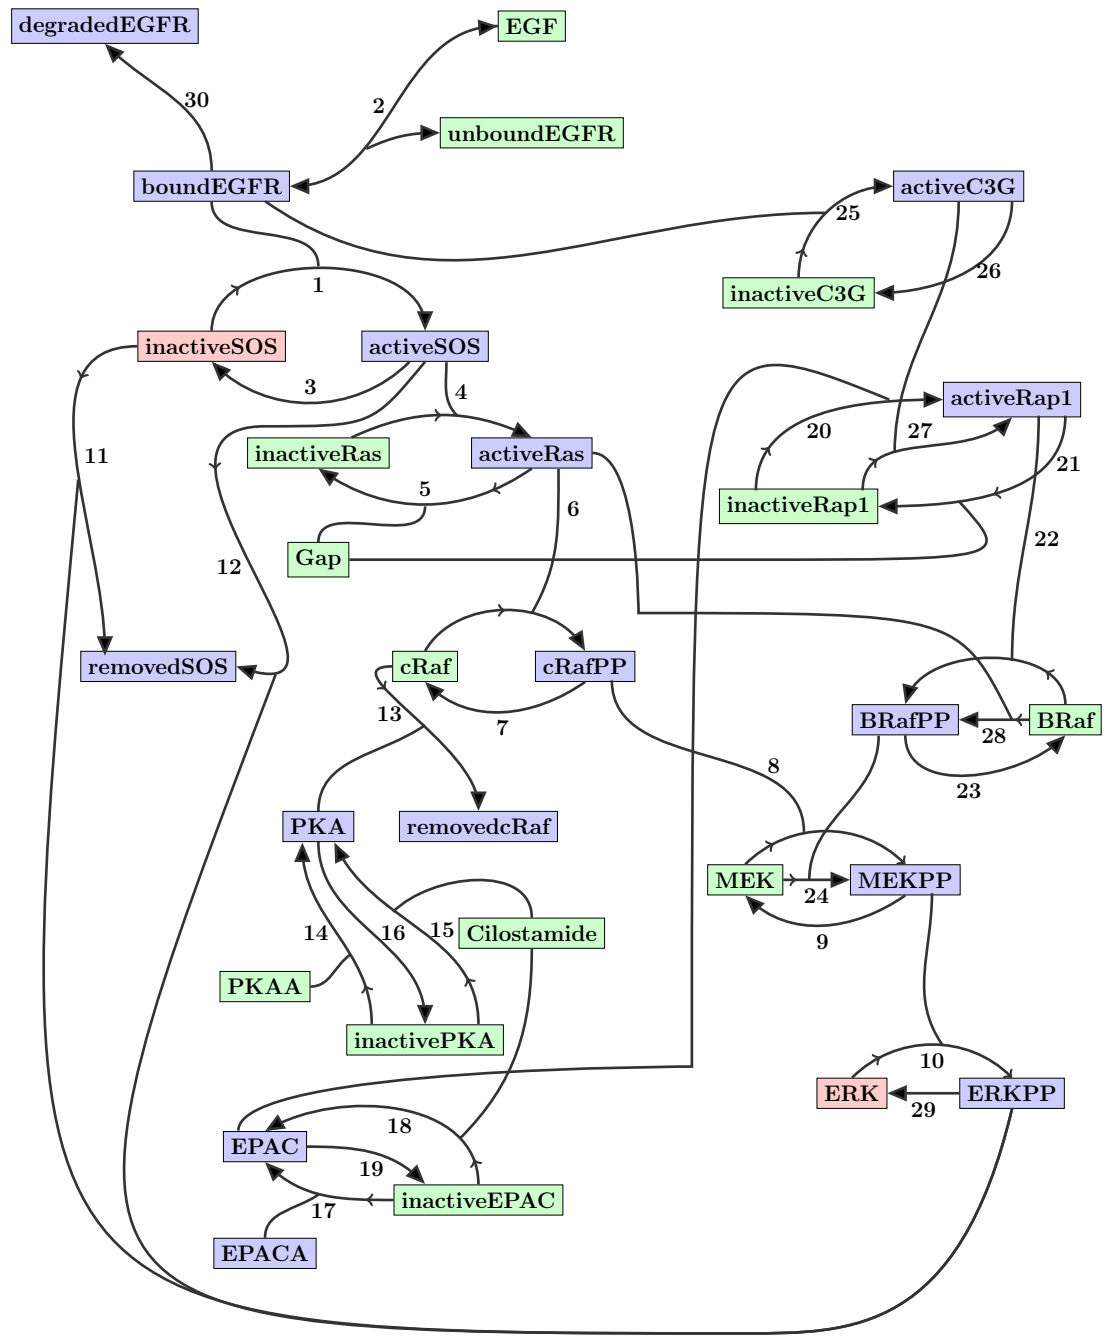 degradedEGFR
EGF
30
2
unboundEGFR
boundEGFR
activeC3G
25
26
1
inactiveC3G
inactiveSOS
activeSOS
3
4
activeRap1
20
27
inactiveRas
activeRas
11
21
5
6
inactiveRap1
22
Gap
12
removedSOS
cRaf
cRafPP
13
7
BRafPP
BRaf
28
8
23
PKA
removedcRaf
MEK
MEKPP
24
14
16
15
Cilostamide
9
PKAA
inactivePKA
10
ERK
ERKPP
29
18
EPAC
19
inactiveEPAC
17
EPACA